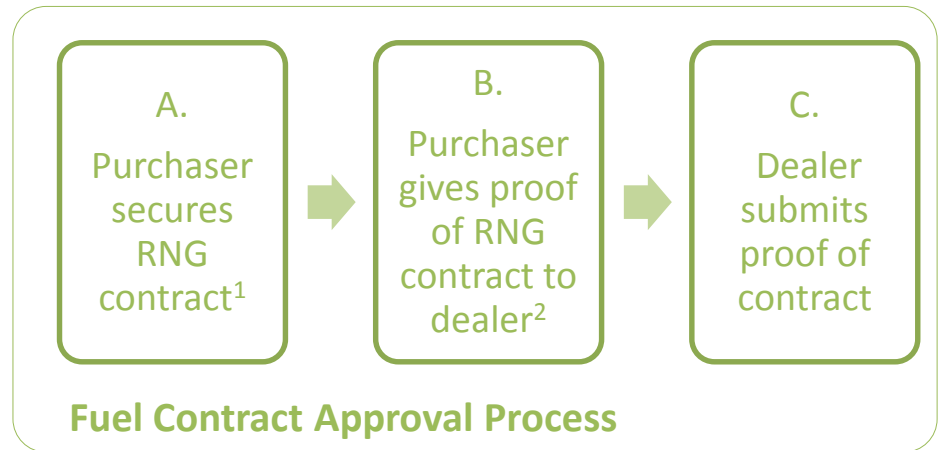 A.
Purchaser
secures
RNG
contract¹
B.
Purchaser
gives proof
of RNG
contract to
dealer²
C.
Dealer
submits
proof of
contract
Fuel Contract Approval Process